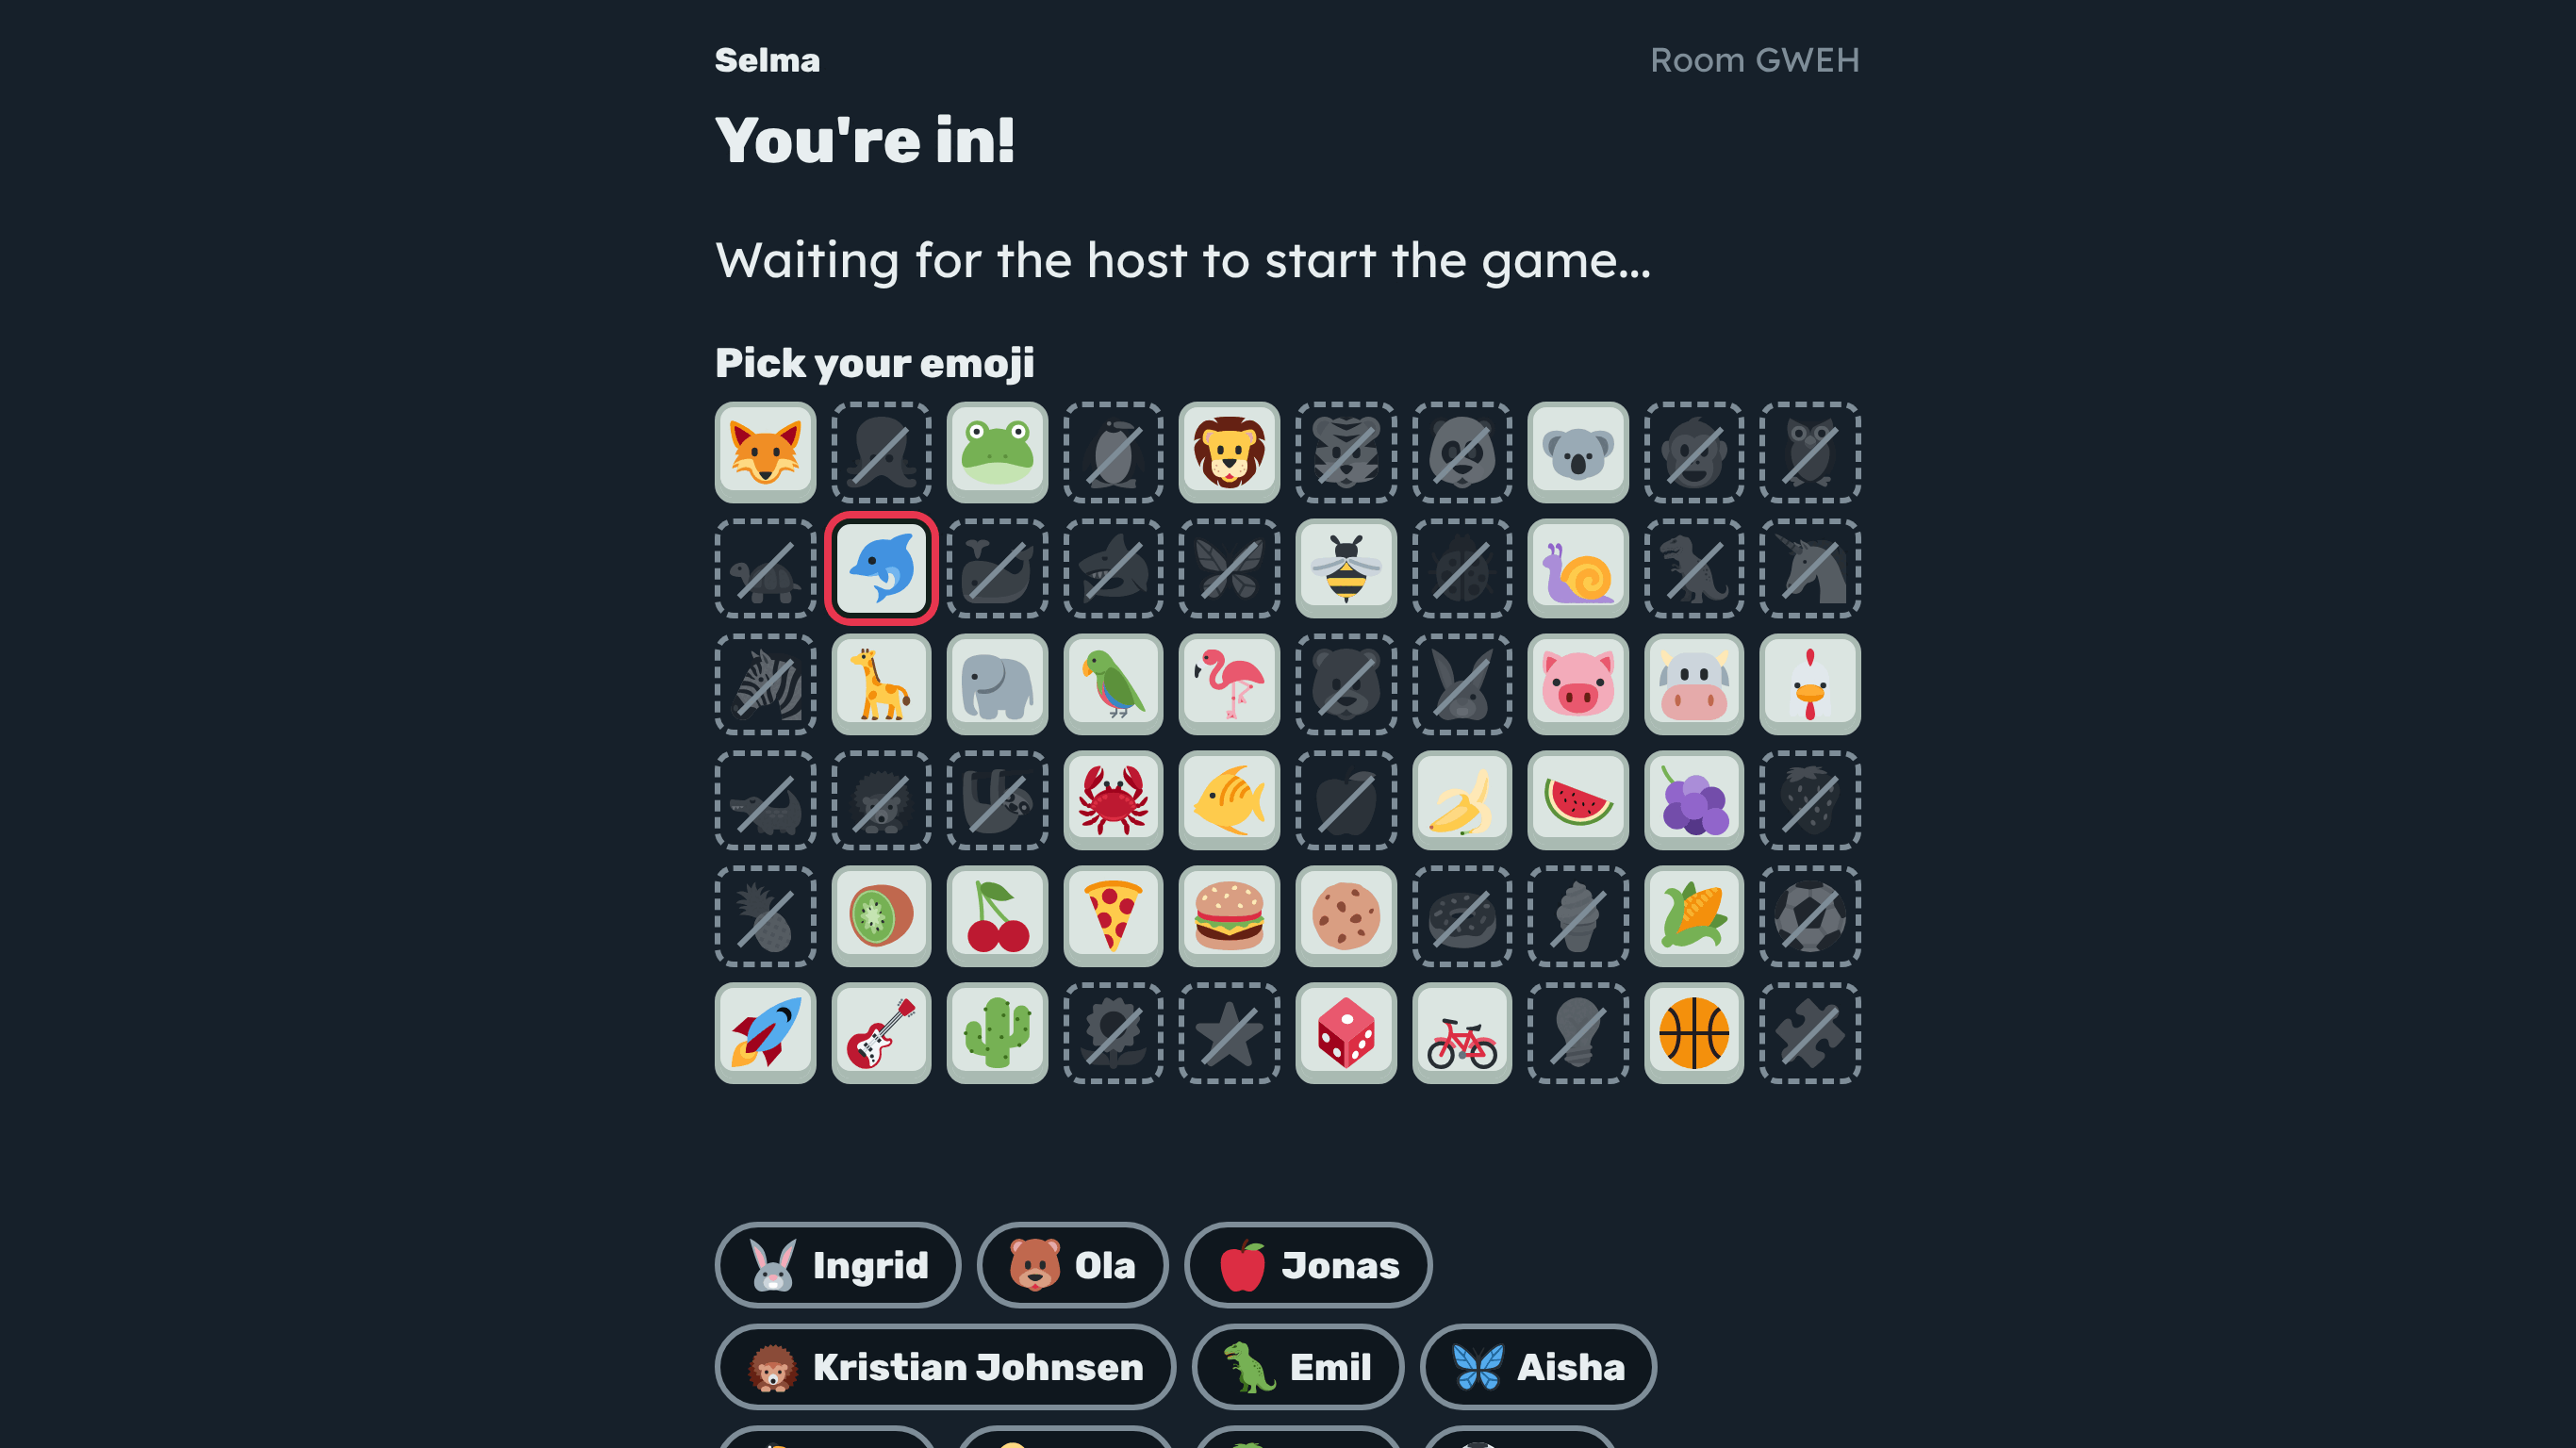 Selma
Room GWEH
You're in!
Waiting for the host to start the game...
Pick your emoji
Ingrid
Ola
Jonas
Kristian Johnsen
Emil
Aisha